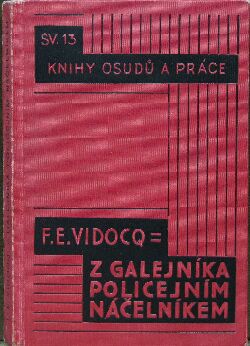 SV. 13
KNIHY OSUDŮ A PRÁCE
F.E.VIDOCQ =
Z GALEJNÍKA
POLICEJNÍM
NÁČELNÍKEM